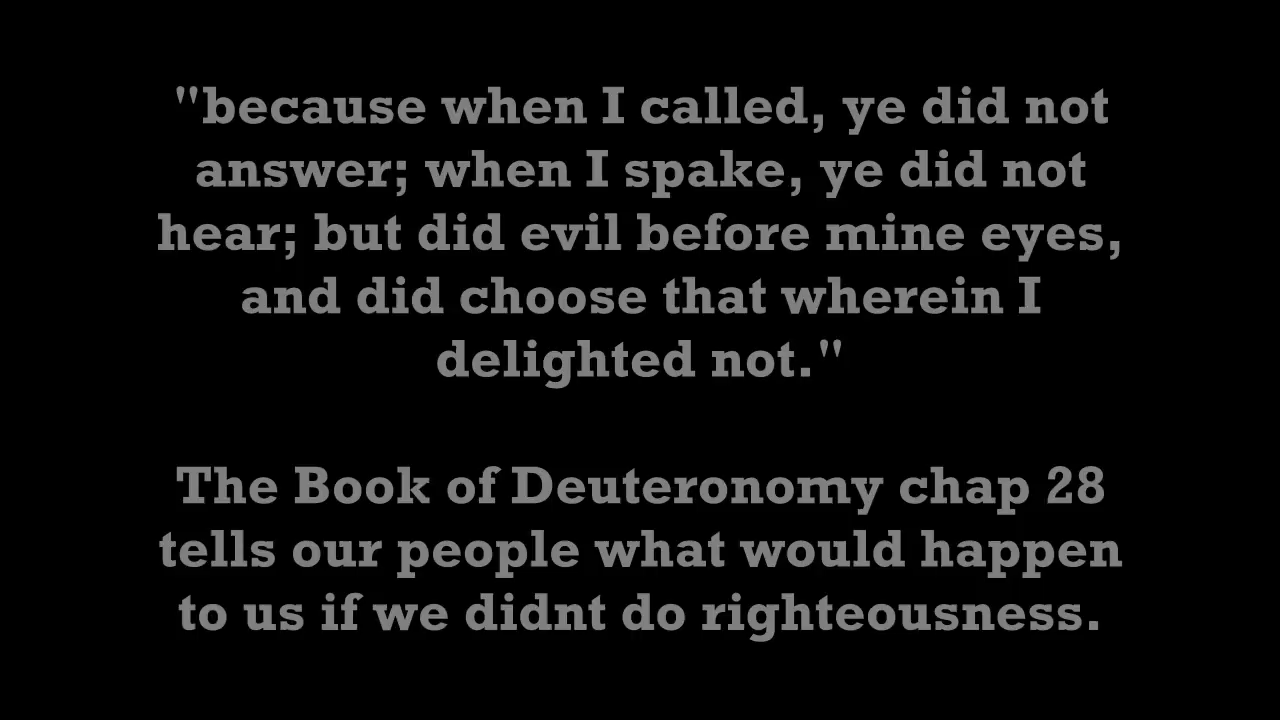 "because when I called, ye did not
answer; when I spake, ye did not
hear; but did evil before mine eyes,
and did choose that wherein I
delighted not."
The Book of Deuteronomy chap 28
tells our people what would happen
to us if we didnt do righteousness.